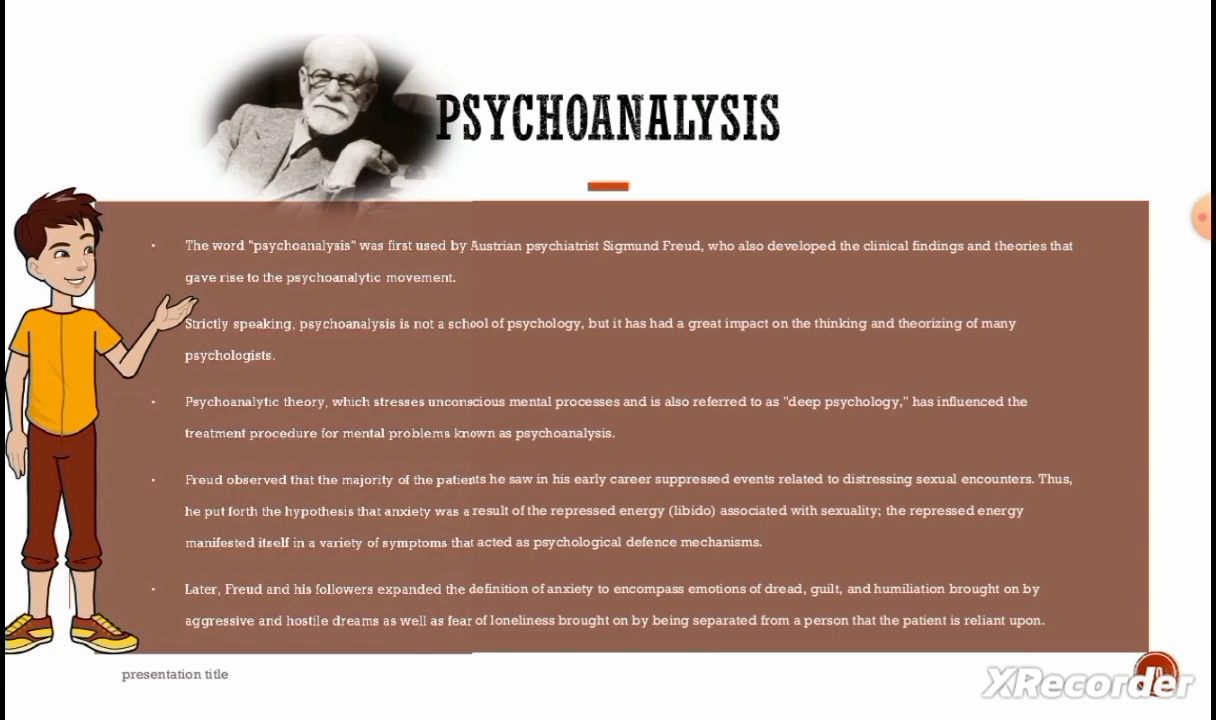 PSYCHOANALYSIS
The word "psychoanalysis" was first used by Austrian psychiatrist Sigmund Freud, who also developed the clinical findings and theories that
gave rise to the psychoanalytic movement.
Strictly speaking, psychoanalysis is not a school of psychology, but it has had a great impact on the thinking and theorizing of many
psychologists.
Psychoanalytic theory, which stresses unconscious mental processes and is also referred to as "deep psychology," has influenced the
treatment procedure for mental problems known as psychoanalysis.
Freud observed that the majority of the patients he saw in his early career suppressed events related to distressing sexual encounters. Thus,
he put forth the hypothesis that anxiety was a result of the repressed energy (libido) associated with sexuality; the repressed energy
manifested itself in a variety of symptoms that acted as psychological defence mechanisms.
Later, Freud and his followers expanded the definition of anxiety to encompass emotions of dread, guilt, and humiliation brought on by
aggressive and hostile dreams as well as fear of loneliness brought on by being separated from a person that the patient is reliant upon.
presentation title
XRecorder